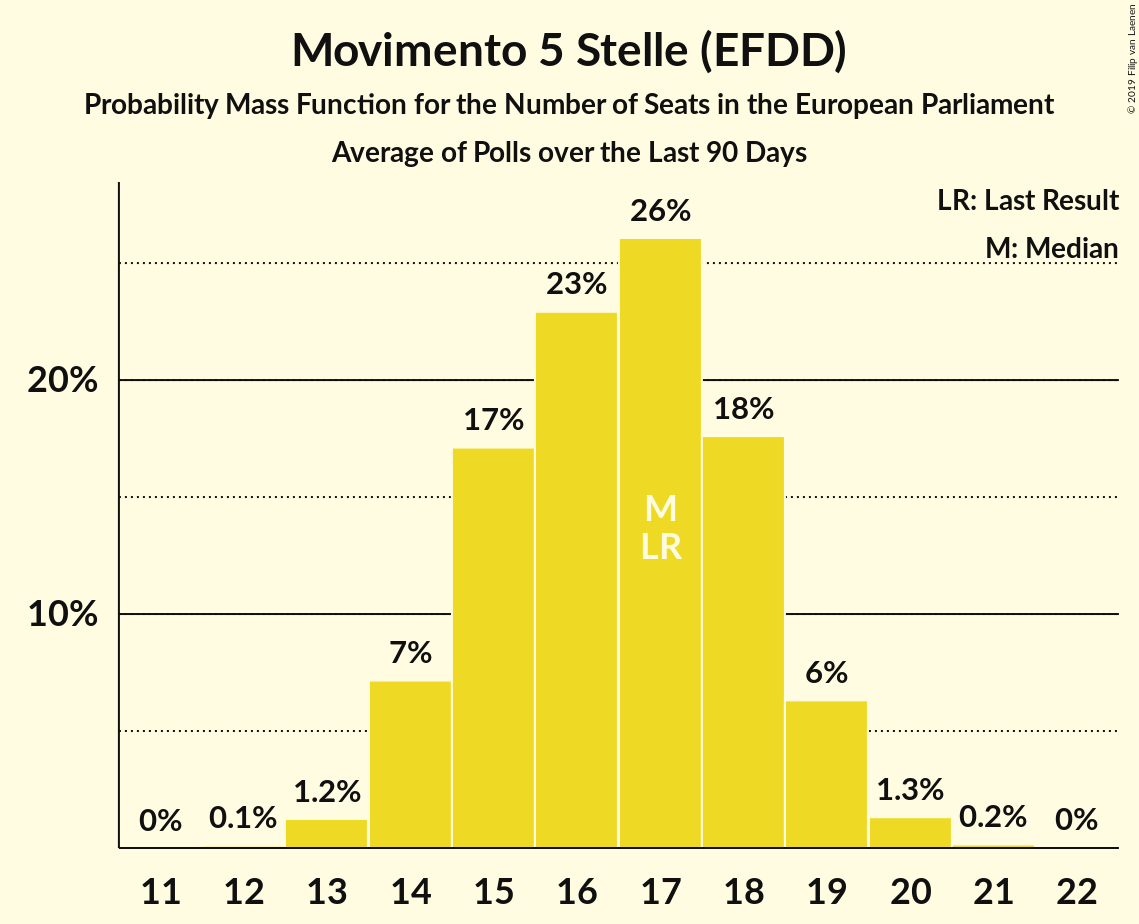 Movimento 5 Stelle (EFDD)
Probability Mass Function for the Number of Seats in the European Parliament
Average of Polls over the Last 90 Days
© 2019 Filip van Laenen
LR: Last Result
M: Median
26%
23%
20%
18%
17%
M
LR
10%
7%
6%
1.2%
1.3%
0%
0.1%
0.2%
0%
11 12 13 14 15 16 17 18 19 20 21 22